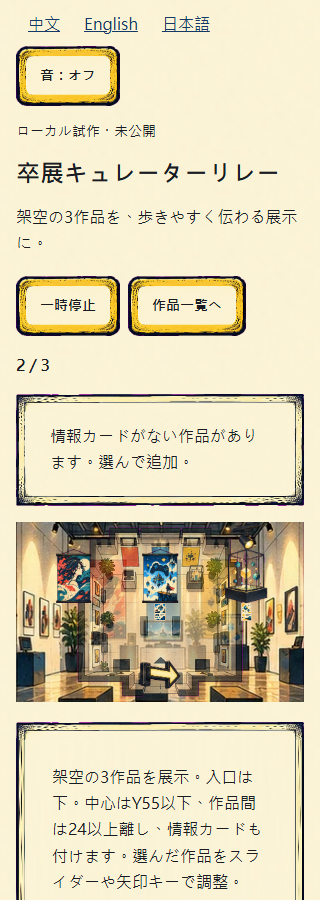 中文 English 日本語
音：オフ
ローカル試作・未公開
卒展キュレーターリレー
架空の3作品を、歩きやすく伝わる展示
に。
一時停止 作品一覧へ
2 / 3
情報カードがない作品があり
ます。選んで追加。
架空の3作品を展示。入口は
下。中心はY55以下、作品間
は24以上離し、情報カードも
付けます。選んだ作品をスラ
イダーや矢印キーで調整。